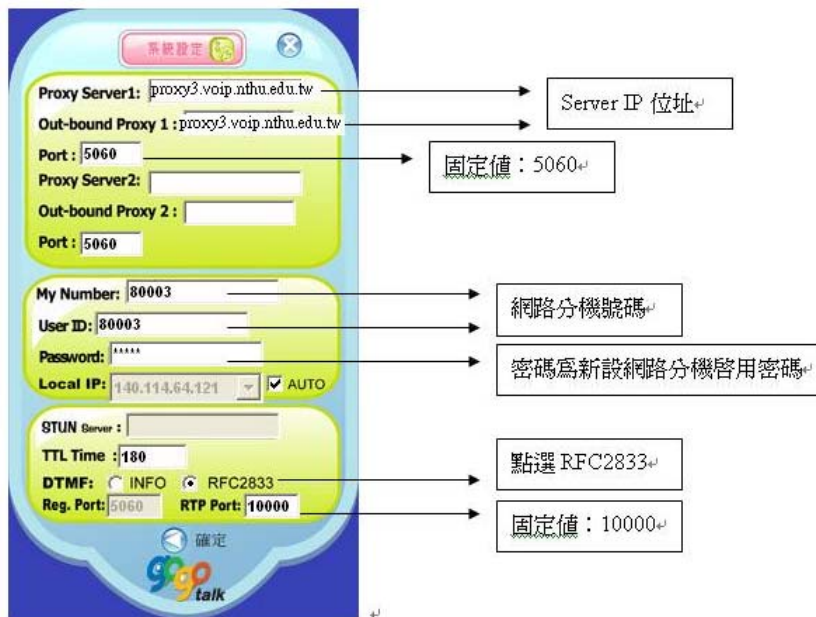 系統設定
Proxy Server1: proxy3.voip.nthu.edu.tw
Server IP 位址
Out-bound Proxy 1 : proxy3.voip.nthu.edu.tw
Port : 5060
固定值：5060
Proxy Server2:
Out-bound Proxy 2 :
Port : 5060
My Number: 80003
網路分機號碼
User ID: 80003
Password: *****
密碼為新設網路分機啓用密碼
Local IP: 140.114.64.121 AUTO
STUN Server :
TTL Time : 180
DTMF: INFO RFC2833
點選 RFC2833
Reg. Port: 5060 RTP Port: 10000
固定值：10000
確定
gogo
talk